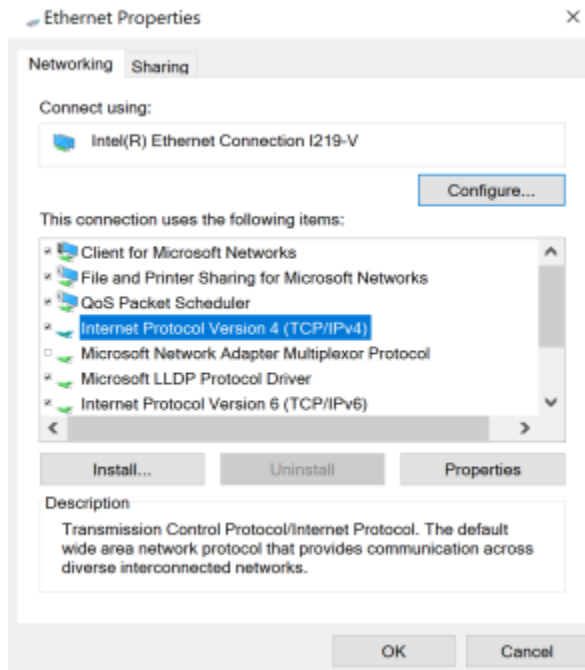 Ethernet Properties
Networking
Sharing
Connect using:
Intel(R) Ethernet Connection I219-V
Configure...
This connection uses the following items:
Client for Microsoft Networks
File and Printer Sharing for Microsoft Networks
QoS Packet Scheduler
Internet Protocol Version 4 (TCP/IPv4)
Microsoft Network Adapter Multiplexor Protocol
Microsoft LLDP Protocol Driver
Internet Protocol Version 6 (TCP/IPv6)
Install...
Uninstall
Properties
Description
Transmission Control Protocol/Internet Protocol. The default
wide area network protocol that provides communication across
diverse interconnected networks.
OK
Cancel